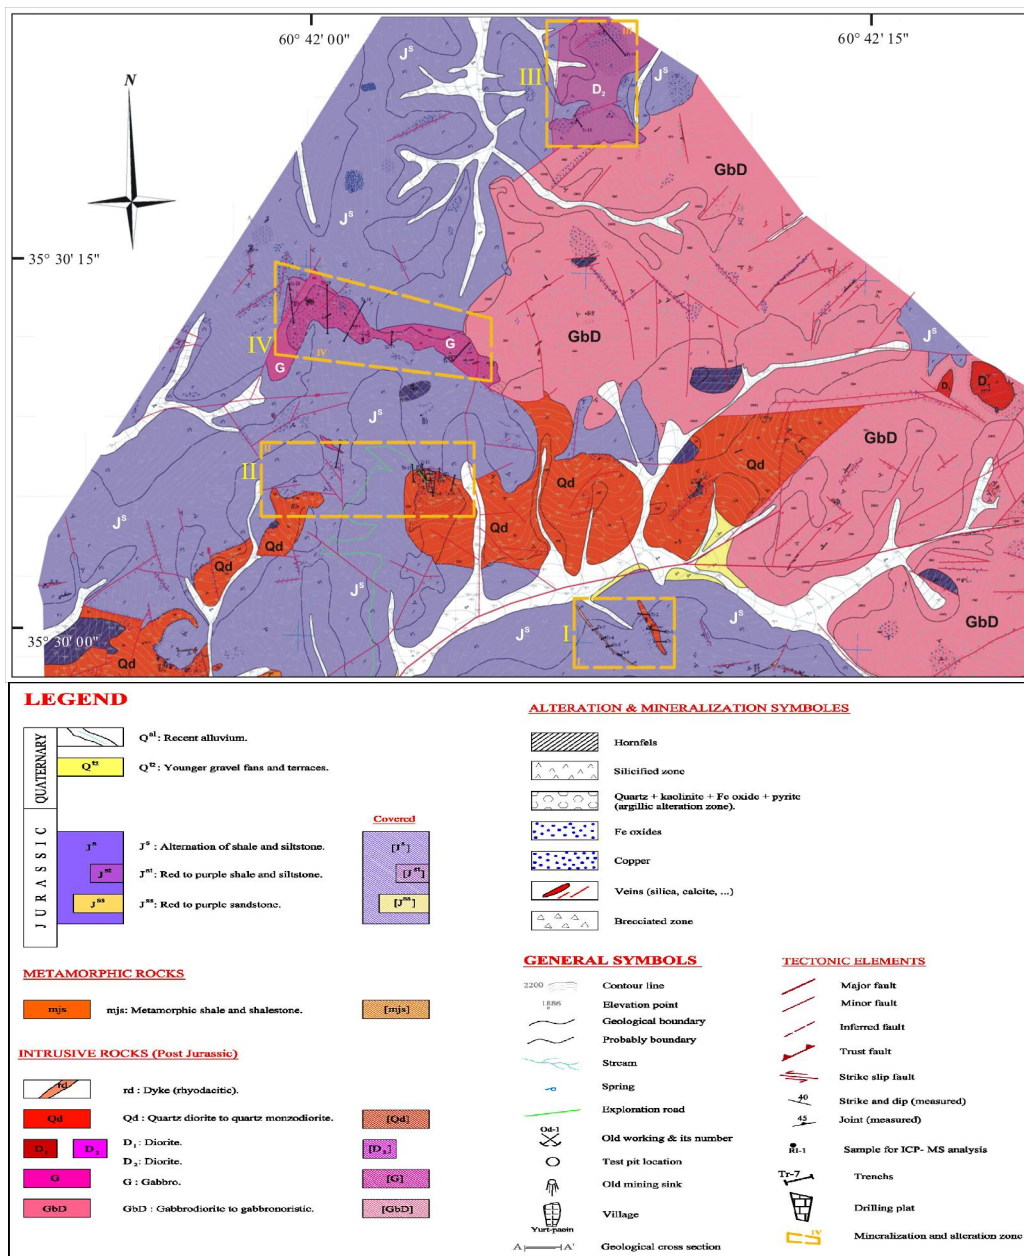 60° 42' 00"
60° 42' 15"
N
J^S
III
D₂
J^S
GbD
J^S
35° 30' 15"
GbD
J^S
IV
G
G
IV
D₁
D
J^S
GbD
II
Qd
Qd
J^S
Qd
Qd
Qd
J^S
GbD
I
J^S
J^S
35° 30' 00"
Qd
LEGEND
QUATERNARY
Q^al : Recent alluvium.
Q^t2
Q^t2 : Younger gravel fans and terraces.
JURASSIC
Covered
J^s
J^s : Alternation of shale and siltstone.
[J^s]
J^st
J^st : Red to purple shale and siltstone.
[J^st]
J^ss
J^ss : Red to purple sandstone.
[J^ss]
METAMORPHIC ROCKS
mjs
mjs: Metamorphic shale and shalestone.
[mjs]
INTRUSIVE ROCKS (Post Jurassic)
rd
rd : Dyke (rhyodacitic).
Qd
Qd : Quartz diorite to quartz monzodiorite.
[Qd]
D₁
D₂
D₁: Diorite.
D₂: Diorite.
[D₂]
G
G : Gabbro.
[G]
GbD
GbD : Gabbrodiorite to gabbronoristic.
[GbD]
ALTERATION & MINERALIZATION SYMBOLES
Hornfels
Silicified zone
Quartz + kaolinite + Fe oxide + pyrite
(argillic alteration zone).
Fe oxides
Copper
Veins (silica, calcite, ...)
Brecciated zone
GENERAL SYMBOLS
2200
Contour line
1886
Elevation point
Geological boundary
Probably boundary
Stream
Spring
Exploration road
Od-1
Old working & its number
Test pit location
Old mining sink
Village
Yurt-pasin
A
A'
Geological cross section
TECTONIC ELEMENTS
Major fault
Minor fault
Inferred fault
Trust fault
Strike slip fault
40
Strike and dip (measured)
45
Joint (measured)
RI-1
Sample for ICP- MS analysis
Tr-7
Trenchs
Drilling plat
IV
Mineralization and alteration zone